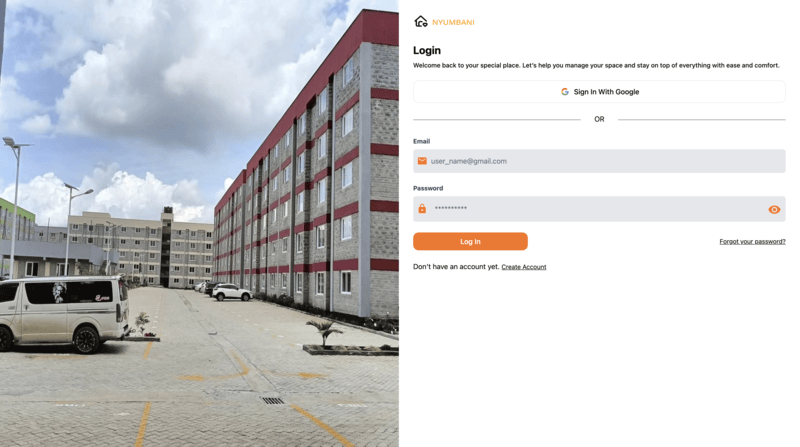 NYUMBANI
Login
Welcome back to your special place. Let's help you manage your space and stay on top of everything with ease and comfort.
Sign In With Google
OR
Email
user_name@gmail.com
Password
**********
Log In
Forgot your password?
Don't have an account yet. Create Account